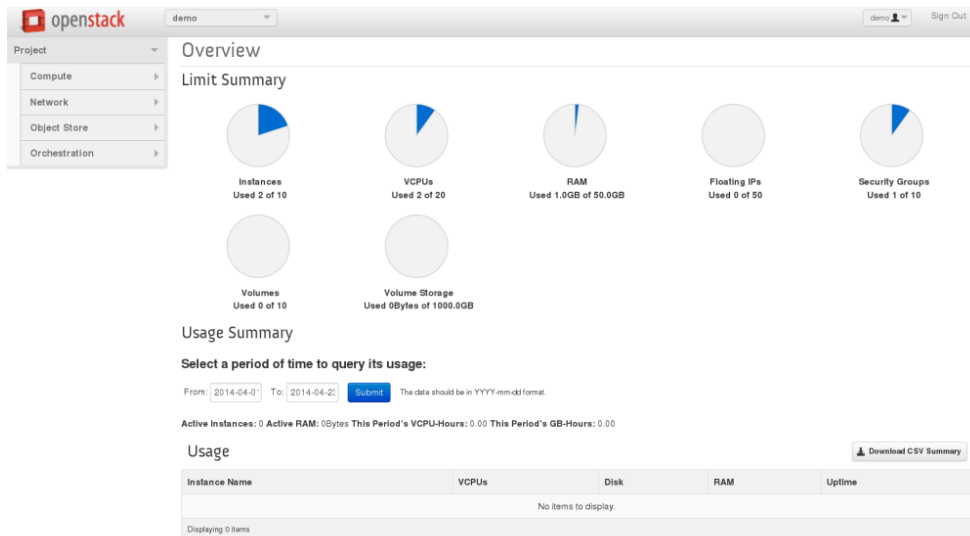 openstack
demo
demo
Sign Out
Project
Compute
Network
Object Store
Orchestration
Overview
Limit Summary
Instances
Used 2 of 10
VCPUs
Used 2 of 20
RAM
Used 1.0GB of 50.0GB
Floating IPs
Used 0 of 50
Security Groups
Used 1 of 10
Volumes
Used 0 of 10
Volume Storage
Used 0Bytes of 1000.0GB
Usage Summary
Select a period of time to query its usage:
From: To: Submit The date should be in YYYY-mm-dd format.
Active Instances: 0 Active RAM: 0Bytes This Period's VCPU-Hours: 0.00 This Period's GB-Hours: 0.00
Usage
Download CSV Summary
Instance Name VCPUs Disk RAM Uptime
No items to display.
Displaying 0 items